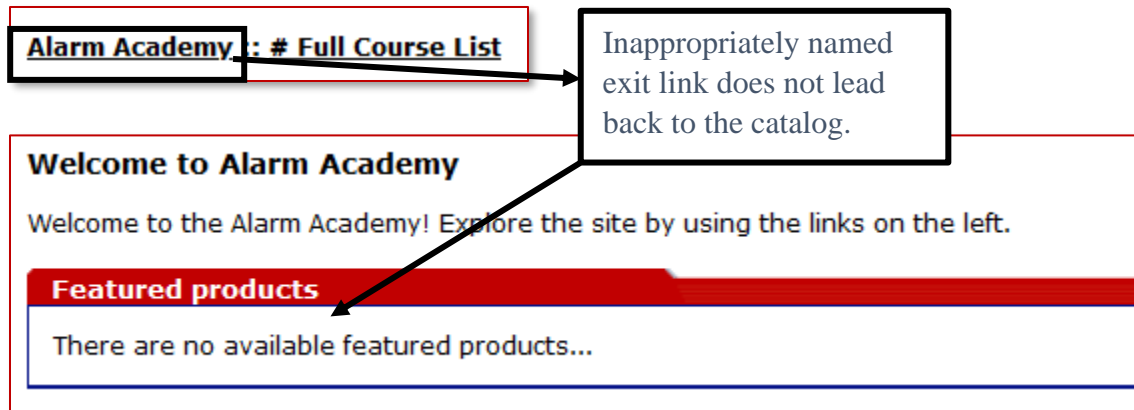 Alarm Academy :: # Full Course List
Inappropriately named
exit link does not lead
back to the catalog.
Welcome to Alarm Academy
Welcome to the Alarm Academy! Explore the site by using the links on the left.
Featured products
There are no available featured products...